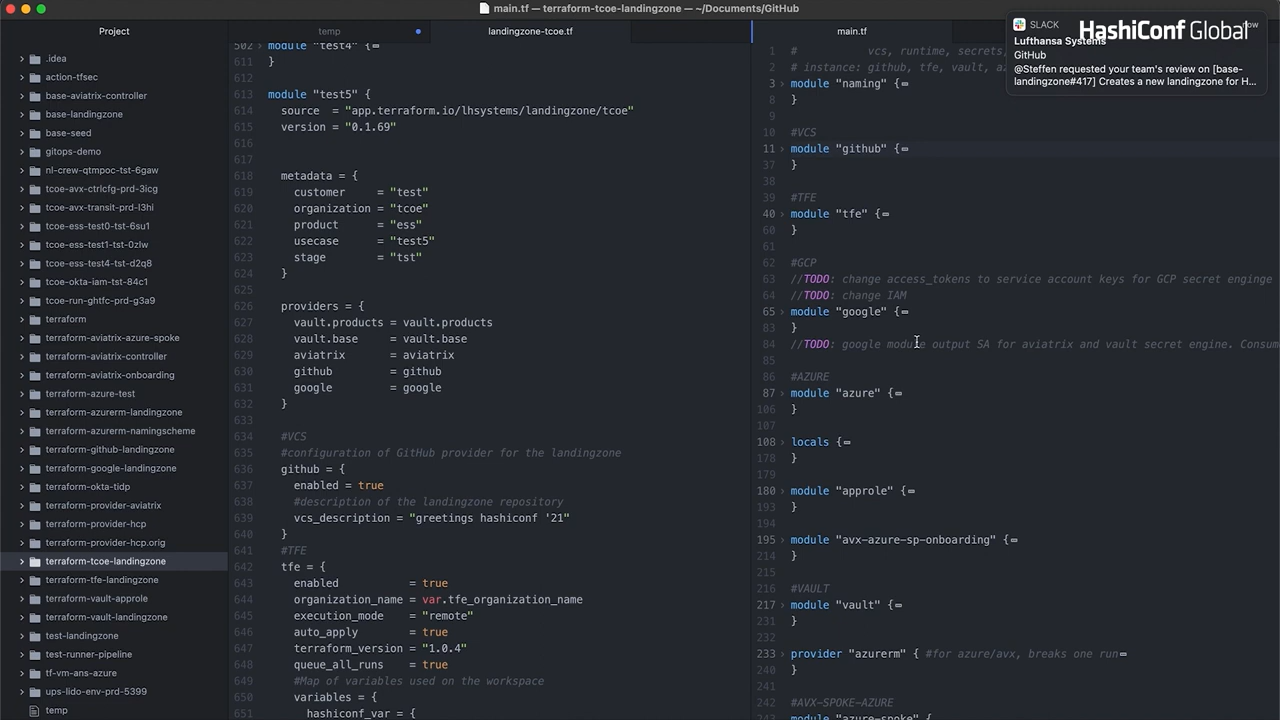 main.tf — terraform-tcoe-landingzone — ~/Documents/GitHub
SLACK
now
HashiConf Global
Lufthansa Systems
GitHub
@Steffen requested your team's review on [base-
landingzone#417] Creates a new landingzone for H...
Project
.idea
action-tfsec
base-aviatrix-controller
base-landingzone
base-seed
gitops-demo
nl-crew-qtmpoc-tst-6gaw
tcoe-avx-ctrlcfg-prd-3icg
tcoe-avx-transit-prd-l3hi
tcoe-ess-test0-tst-6su1
tcoe-ess-test1-tst-0zlw
tcoe-ess-test4-tst-d2q8
tcoe-okta-iam-tst-84c1
tcoe-run-ghtfc-prd-g3a9
terraform
terraform-aviatrix-azure-spoke
terraform-aviatrix-controller
terraform-aviatrix-onboarding
terraform-azure-test
terraform-azurerm-landingzone
terraform-azurerm-namingscheme
terraform-github-landingzone
terraform-google-landingzone
terraform-okta-tidp
terraform-provider-aviatrix
terraform-provider-hcp
terraform-provider-hcp.orig
terraform-tcoe-landingzone
terraform-tfe-landingzone
terraform-vault-approle
terraform-vault-landingzone
test-landingzone
test-runner-pipeline
tf-vm-ans-azure
ups-lido-env-prd-5399
temp
temp
landingzone-tcoe.tf
502 module "test4" {
611 }
612
613 module "test5" {
614 source = "app.terraform.io/lhsystems/landingzone/tcoe"
615 version = "0.1.69"
616
617
618 metadata = {
619 customer = "test"
620 organization = "tcoe"
621 product = "ess"
622 usecase = "test5"
623 stage = "tst"
624 }
625
626 providers = {
627 vault.products = vault.products
628 vault.base = vault.base
629 aviatrix = aviatrix
630 github = github
631 google = google
632 }
633
634 #VCS
635 #configuration of GitHub provider for the landingzone
636 github = {
637 enabled = true
638 #description of the landingzone repository
639 vcs_description = "greetings hashiconf '21"
640 }
641 #TFE
642 tfe = {
643 enabled = true
644 organization_name = var.tfe_organization_name
645 execution_mode = "remote"
646 auto_apply = true
647 terraform_version = "1.0.4"
648 queue_all_runs = true
649 #Map of variables used on the workspace
650 variables = {
651 hashiconf_var = {
main.tf
1 # vcs, runtime, secrets,
2 # instance: github, tfe, vault,
3 module "naming" {
8 }
9
10 #VCS
11 module "github" {
37 }
38
39 #TFE
40 module "tfe" {
60 }
61
62 #GCP
63 //TODO: change access_tokens to service account keys for GCP secret enginge
64 //TODO: change IAM
65 module "google" {
83 }
84 //TODO: google module output SA for aviatrix and vault secret engine.
85
86 #AZURE
87 module "azure" {
106 }
107
108 locals {
178 }
179
180 module "approle" {
193 }
194
195 module "avx-azure-sp-onboarding" {
214 }
215
216 #VAULT
217 module "vault" {
231 }
232
233 provider "azurerm" { #for azure/avx, breaks one run
240 }
241
242 #AVX-SPOKE-AZURE
243 module "azure-spoke" {